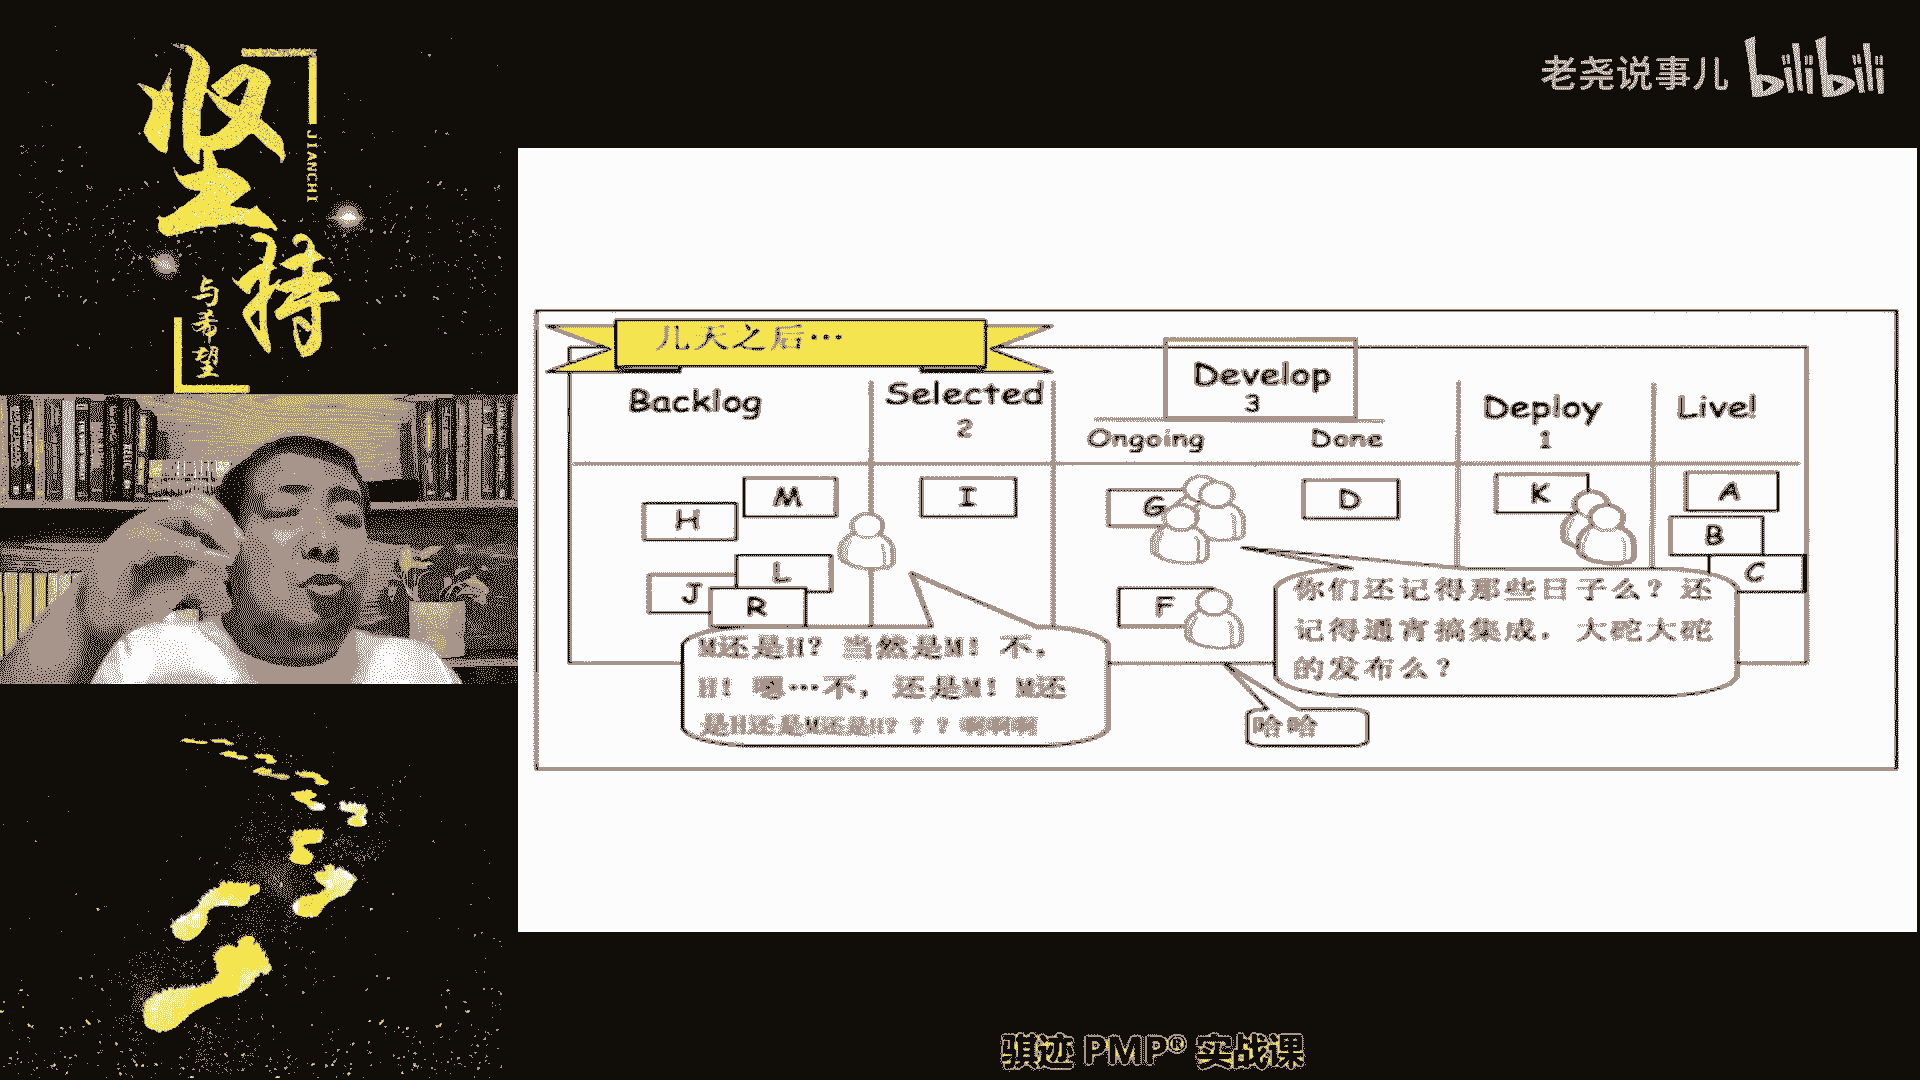 坚持
JIANCHI
与希望
老尧说事儿 bilibili
几天之后…
Backlog
Selected
2
Develop
3
Ongoing
Done
Deploy
1
Live!
M
H
L
J
R
I
G
D
F
K
A
B
C
M还是H？当然是M！不，
H！嗯…不，还是M！M还
是H还是M还是H？？？啊啊啊
你们还记得那些日子么？还
记得通宵搞集成，大砣大砣
的发布么？
哈哈
骐迹 PMP® 实战课